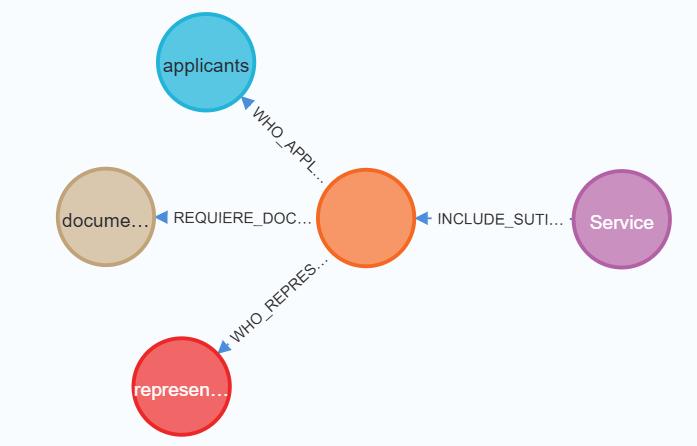 applicants
WHO_APPL...
docume...
REQUIERE_DOC...
INCLUDE_SUTI...
Service
WHO_REPRES...
represen...